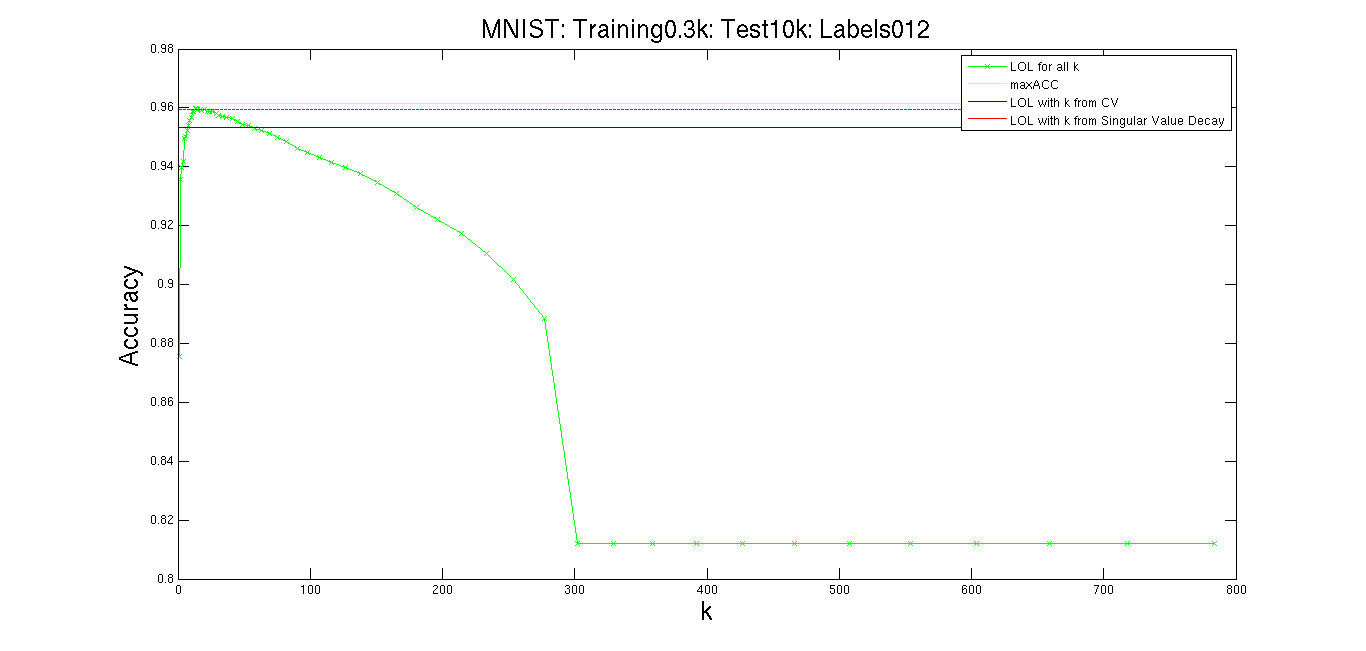 MNIST: Training0.3k: Test10k: Labels012
0.98
0.96
0.94
0.92
0.9
0.88
0.86
0.84
0.82
0.8
Accuracy
LOL for all k
maxACC
LOL with k from CV
LOL with k from Singular Value Decay
0 100 200 300 400 500 600 700 800
k